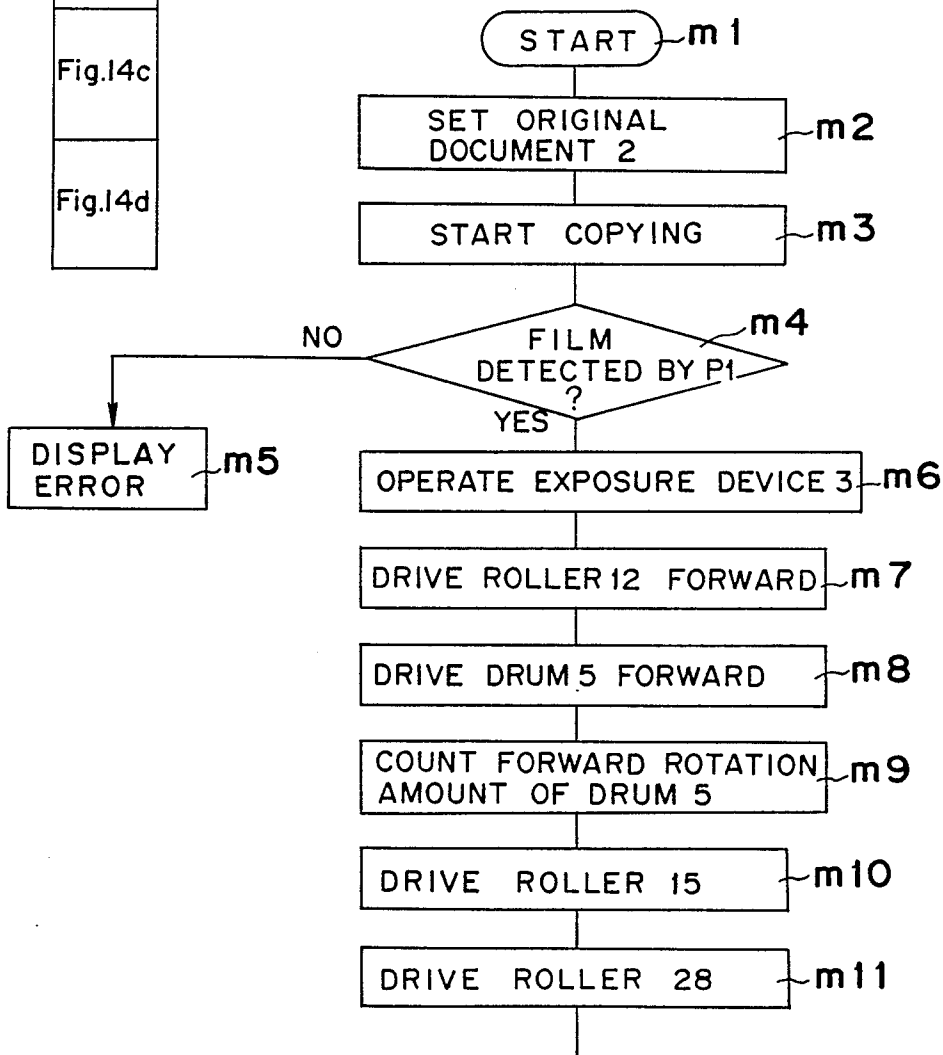 Fig.14c
Fig.14d
START
m1
SET ORIGINAL
DOCUMENT 2
m2
START COPYING
m3
FILM
DETECTED BY P1
?
m4
NO
YES
DISPLAY
ERROR
m5
OPERATE EXPOSURE DEVICE 3
m6
DRIVE ROLLER 12 FORWARD
m7
DRIVE DRUM 5 FORWARD
m8
COUNT FORWARD ROTATION
AMOUNT OF DRUM 5
m9
DRIVE ROLLER 15
m10
DRIVE ROLLER 28
m11